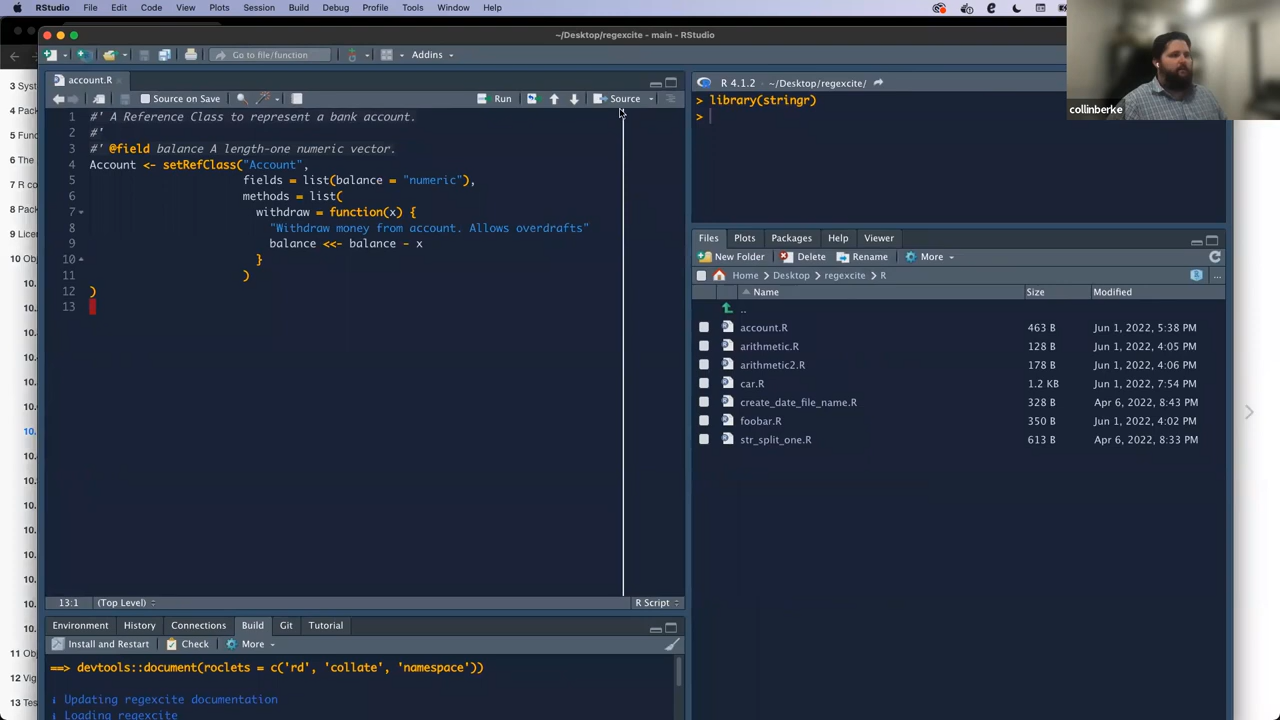 RStudio File Edit Code View Plots Session Build Debug Profile Tools Window Help
~/Desktop/regexcite - main - RStudio
Go to file/function
Addins
account.R
Source on Save
Run
Source
1 #' A Reference Class to represent a bank account.
2 #'
3 #' @field balance A length-one numeric vector.
4 Account <- setRefClass("Account",
5 fields = list(balance = "numeric"),
6 methods = list(
7 withdraw = function(x) {
8 "Withdraw money from account. Allows overdrafts"
9 balance <<- balance - x
10 }
11 )
12 )
13
13:1 (Top Level) R Script
Environment History Connections Build Git Tutorial
Install and Restart Check More
==> devtools::document(roclets = c('rd', 'collate', 'namespace'))
i Updating regexcite documentation
i Loading regexcite
R 4.1.2 · ~/Desktop/regexcite
> library(stringr)
>
Files Plots Packages Help Viewer
New Folder Delete Rename More
Home Desktop regexcite R
Name Size Modified
..
account.R 463 B Jun 1, 2022, 5:38 PM
arithmetic.R 128 B Jun 1, 2022, 4:05 PM
arithmetic2.R 178 B Jun 1, 2022, 4:06 PM
car.R 1.2 KB Jun 1, 2022, 7:54 PM
create_date_file_name.R 328 B Apr 6, 2022, 8:43 PM
foobar.R 350 B Jun 1, 2022, 4:02 PM
str_split_one.R 613 B Apr 6, 2022, 8:33 PM
collinberke
3 Syst
4 Pack
5 Func
6 The
7 R co
8 Pack
9 Licen
10 Obj
10.
10.
10.
10.
10.
10.
10.
10.
10.
10.
10.
11 Obj
12 Vig
13 Test